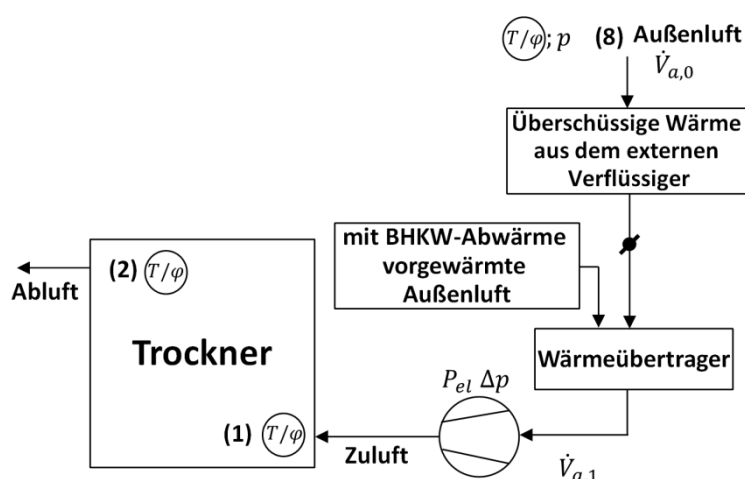 T/φ; p (8) Außenluft
V̇a,0
Überschüssige Wärme
aus dem externen
Verflüssiger
mit BHKW-Abwärme
vorgewärmte
Außenluft
(2) T/φ
Abluft
Trockner
Wärmeübertrager
Pel Δp
(1) T/φ
Zuluft
V̇a,1